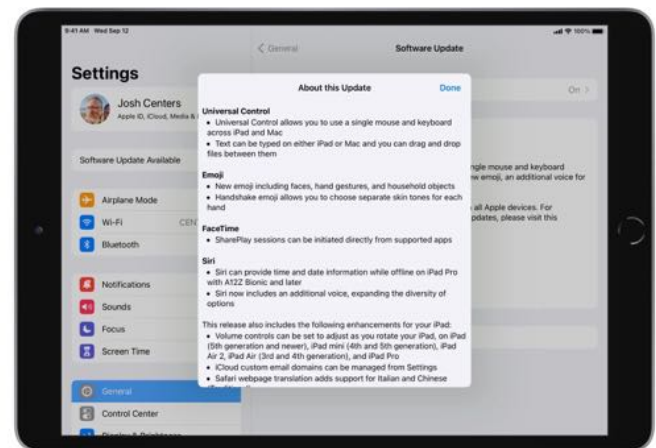 9:41 AM Wed Sep 12
100%
General
Software Update
Settings
Josh Centers
Apple ID, iCloud, Media &
Software Update Available
Airplane Mode
Wi-Fi
CEN
Bluetooth
Notifications
Sounds
Focus
Screen Time
General
Control Center
On
About this Update
Done
Universal Control
• Universal Control allows you to use a single mouse and keyboard
across iPad and Mac
• Text can be typed on either iPad or Mac and you can drag and drop
files between them
Emoji
• New emoji including faces, hand gestures, and household objects
• Handshake emoji allows you to choose separate skin tones for each
hand
FaceTime
• SharePlay sessions can be initiated directly from supported apps
Siri
• Siri can provide time and date information while offline on iPad Pro
with A12Z Bionic and later
• Siri now includes an additional voice, expanding the diversity of
options
This release also includes the following enhancements for your iPad:
• Volume controls can be set to adjust as you rotate your iPad, on iPad
(5th generation and newer), iPad mini (4th and 5th generation), iPad
Air 2, iPad Air (3rd and 4th generation), and iPad Pro
• iCloud custom email domains can be managed from Settings
• Safari webpage translation adds support for Italian and Chinese
ngle mouse and keyboard
ew emoji, an additional voice for
all Apple devices. For
pdates, please visit this